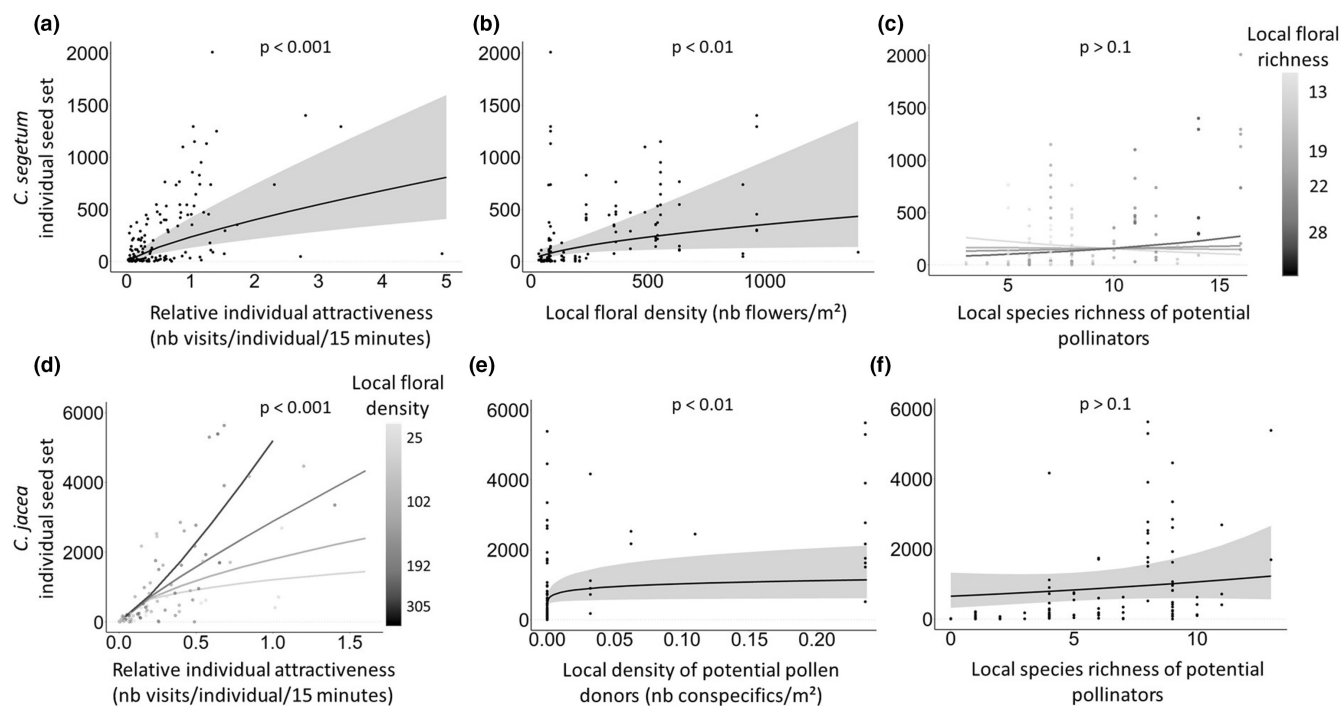 (a)
p < 0.001
2000
1500
1000
500
0
C. segetum
individual seed set
0 1 2 3 4 5
Relative individual attractiveness
(nb visits/individual/15 minutes)
(b)
p < 0.01
2000
1500
1000
500
0
0 500 1000
Local floral density (nb flowers/m²)
(c)
p > 0.1
2000
1500
1000
500
0
5 10 15
Local species richness of potential
pollinators
Local floral
richness
13
19
22
28
(d)
p < 0.001
6000
4000
2000
0
C. jacea
individual seed set
0.0 0.5 1.0 1.5
Relative individual attractiveness
(nb visits/individual/15 minutes)
Local floral
density
25
102
192
305
(e)
p < 0.01
6000
4000
2000
0
0.00 0.05 0.10 0.20
Local density of potential pollen
donors (nb conspecifics/m²)
(f)
p > 0.1
6000
4000
2000
0
0 5 10
Local species richness of potential
pollinators